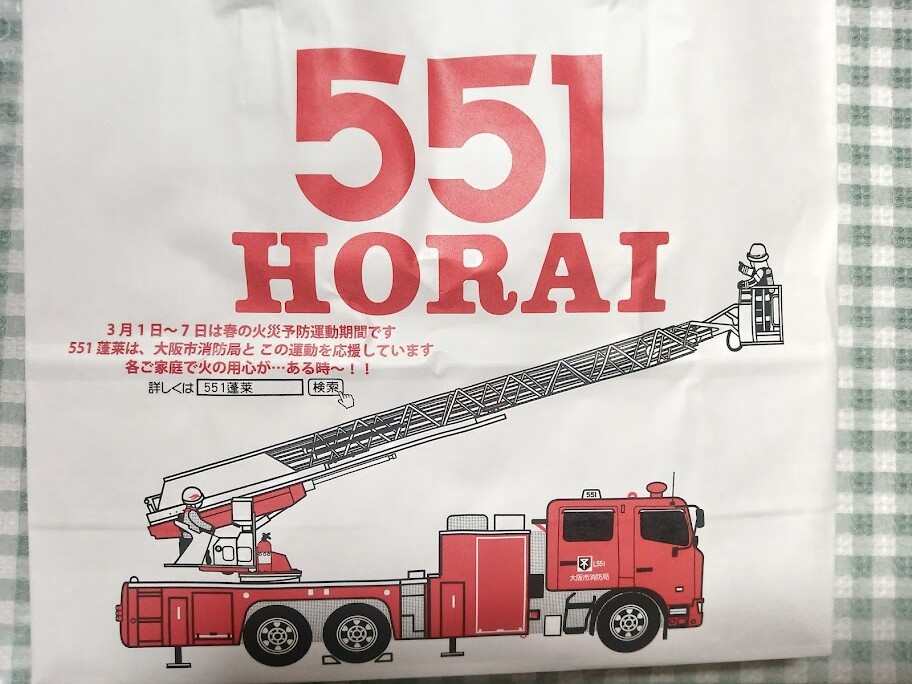 551
HORAI
3月1日～7日は春の火災予防運動期間です
551蓬莱は、大阪市消防局と この運動を応援しています
各ご家庭で火の用心が…ある時～！！
詳しくは 551蓬莱 検索
551
L551
大阪市消防局